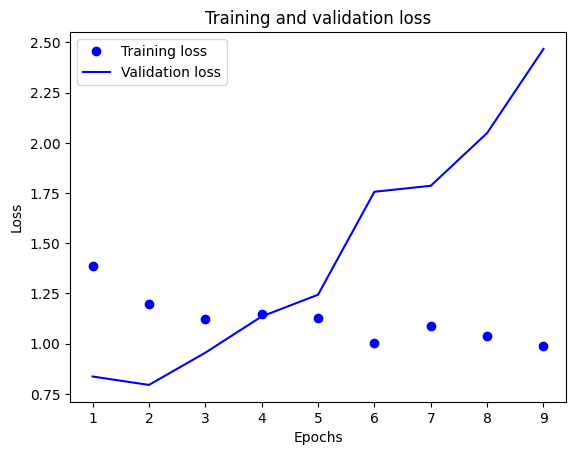 Training and validation loss
Training loss
Validation loss
2.50
2.25
2.00
1.75
1.50
1.25
1.00
0.75
Loss
1 2 3 4 5 6 7 8 9
Epochs